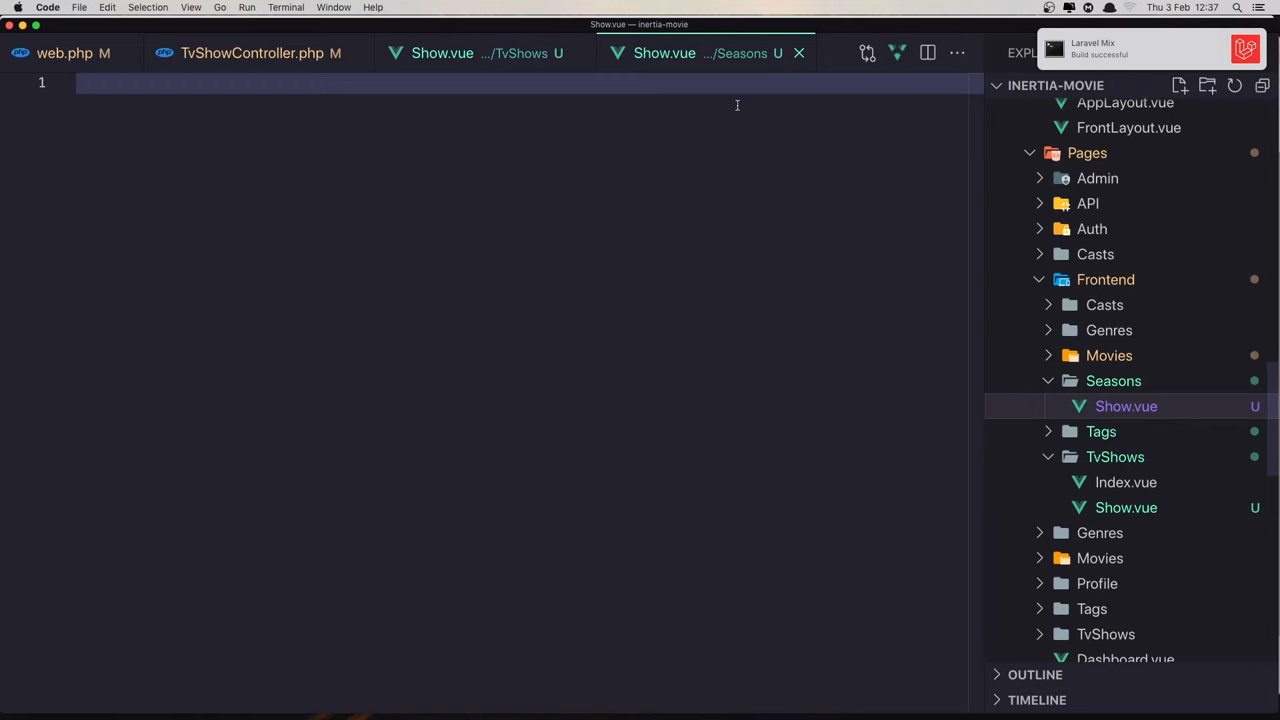 Code File Edit Selection View Go Run Terminal Window Help Thu 3 Feb 12:37
Show.vue — inertia-movie
web.php M TvShowController.php M Show.vue .../TvShows U Show.vue .../Seasons U
EXPL
Laravel Mix
Build successful
1
INERTIA-MOVIE
AppLayout.vue
FrontLayout.vue
Pages
Admin
API
Auth
Casts
Frontend
Casts
Genres
Movies
Seasons
Show.vue U
Tags
TvShows
Index.vue
Show.vue U
Genres
Movies
Profile
Tags
TvShows
Dashboard.vue
OUTLINE
TIMELINE